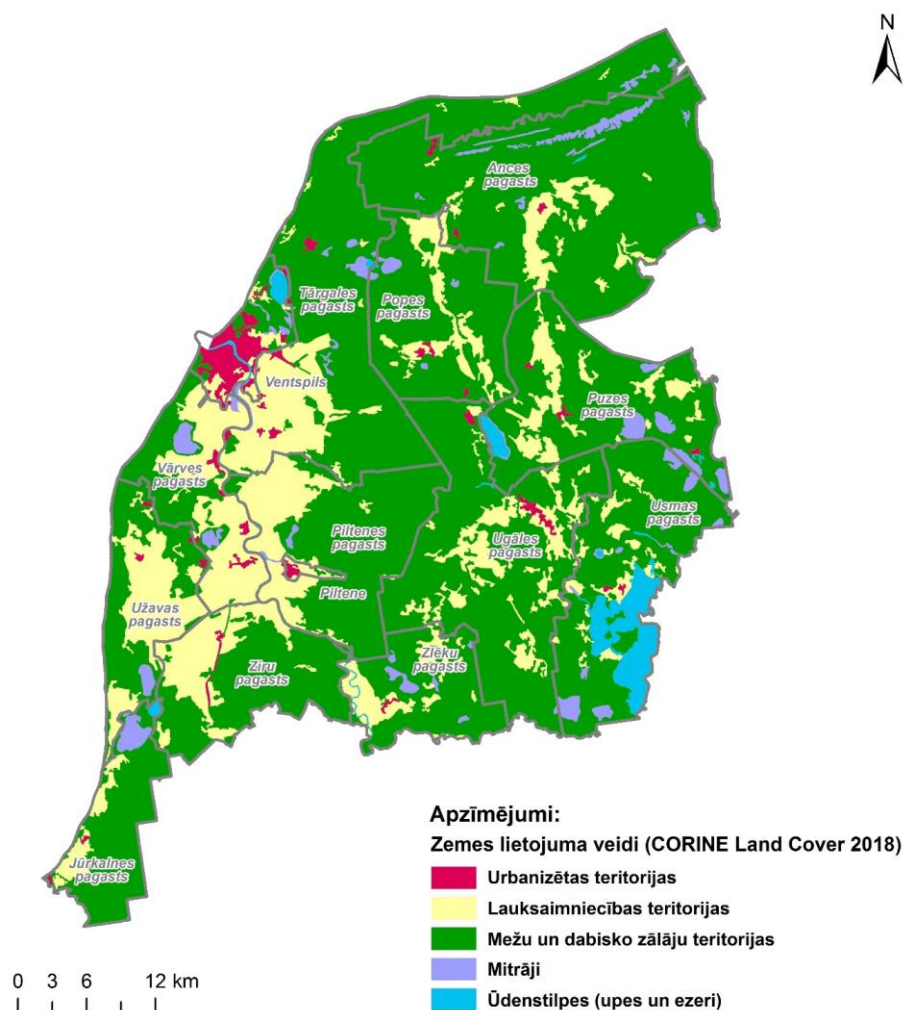 N
Ances
pagasts
Tārgales
pagasts
Popes
pagasts
Ventspils
Puzes
pagasts
Vārves
pagasts
Usmas
pagasts
Piltenes
pagasts
Ugāles
pagasts
Piltene
Užavas
pagasts
Zlēku
pagasts
Ziru
pagasts
Jūrkalnes
pagasts
Apzīmējumi:
Zemes lietojuma veidi (CORINE Land Cover 2018)
Urbanizētas teritorijas
Lauksaimniecības teritorijas
Mežu un dabisko zālāju teritorijas
Mitrāji
Ūdenstilpes (upes un ezeri)
0 3 6 12 km